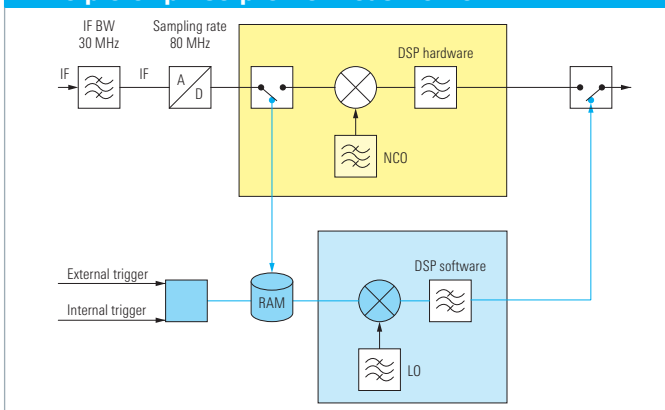 IF BW
30 MHz
Sampling rate
80 MHz
DSP hardware
IF
IF
A
D
NCO
External trigger
Internal trigger
RAM
DSP software
LO